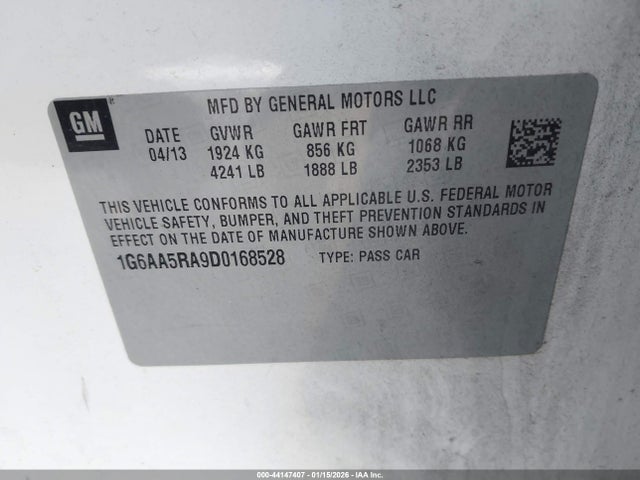 GM
MFD BY GENERAL MOTORS LLC
DATE GVWR GAWR FRT GAWR RR
04/13 1924 KG 856 KG 1068 KG
4241 LB 1888 LB 2353 LB
THIS VEHICLE CONFORMS TO ALL APPLICABLE U.S. FEDERAL MOTOR
VEHICLE SAFETY, BUMPER, AND THEFT PREVENTION STANDARDS IN
EFFECT ON THE DATE OF MANUFACTURE SHOWN ABOVE.
1G6AA5RA9D0168528 TYPE: PASS CAR
000-44147407 - 01/15/2026 - IAA Inc.